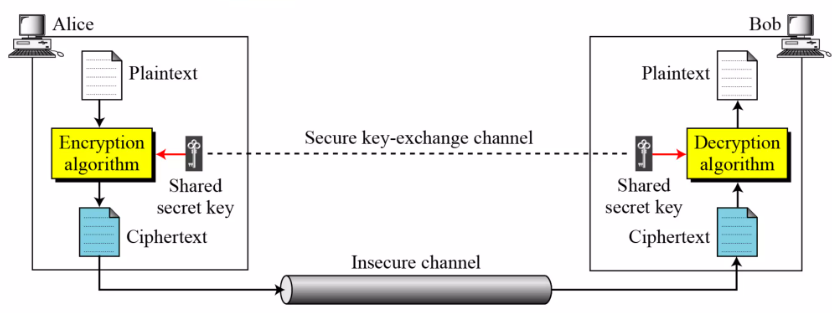 Alice
Bob
Plaintext
Plaintext
Encryption
algorithm
Secure key-exchange channel
Decryption
algorithm
Shared
secret key
Shared
secret key
Ciphertext
Ciphertext
Insecure channel